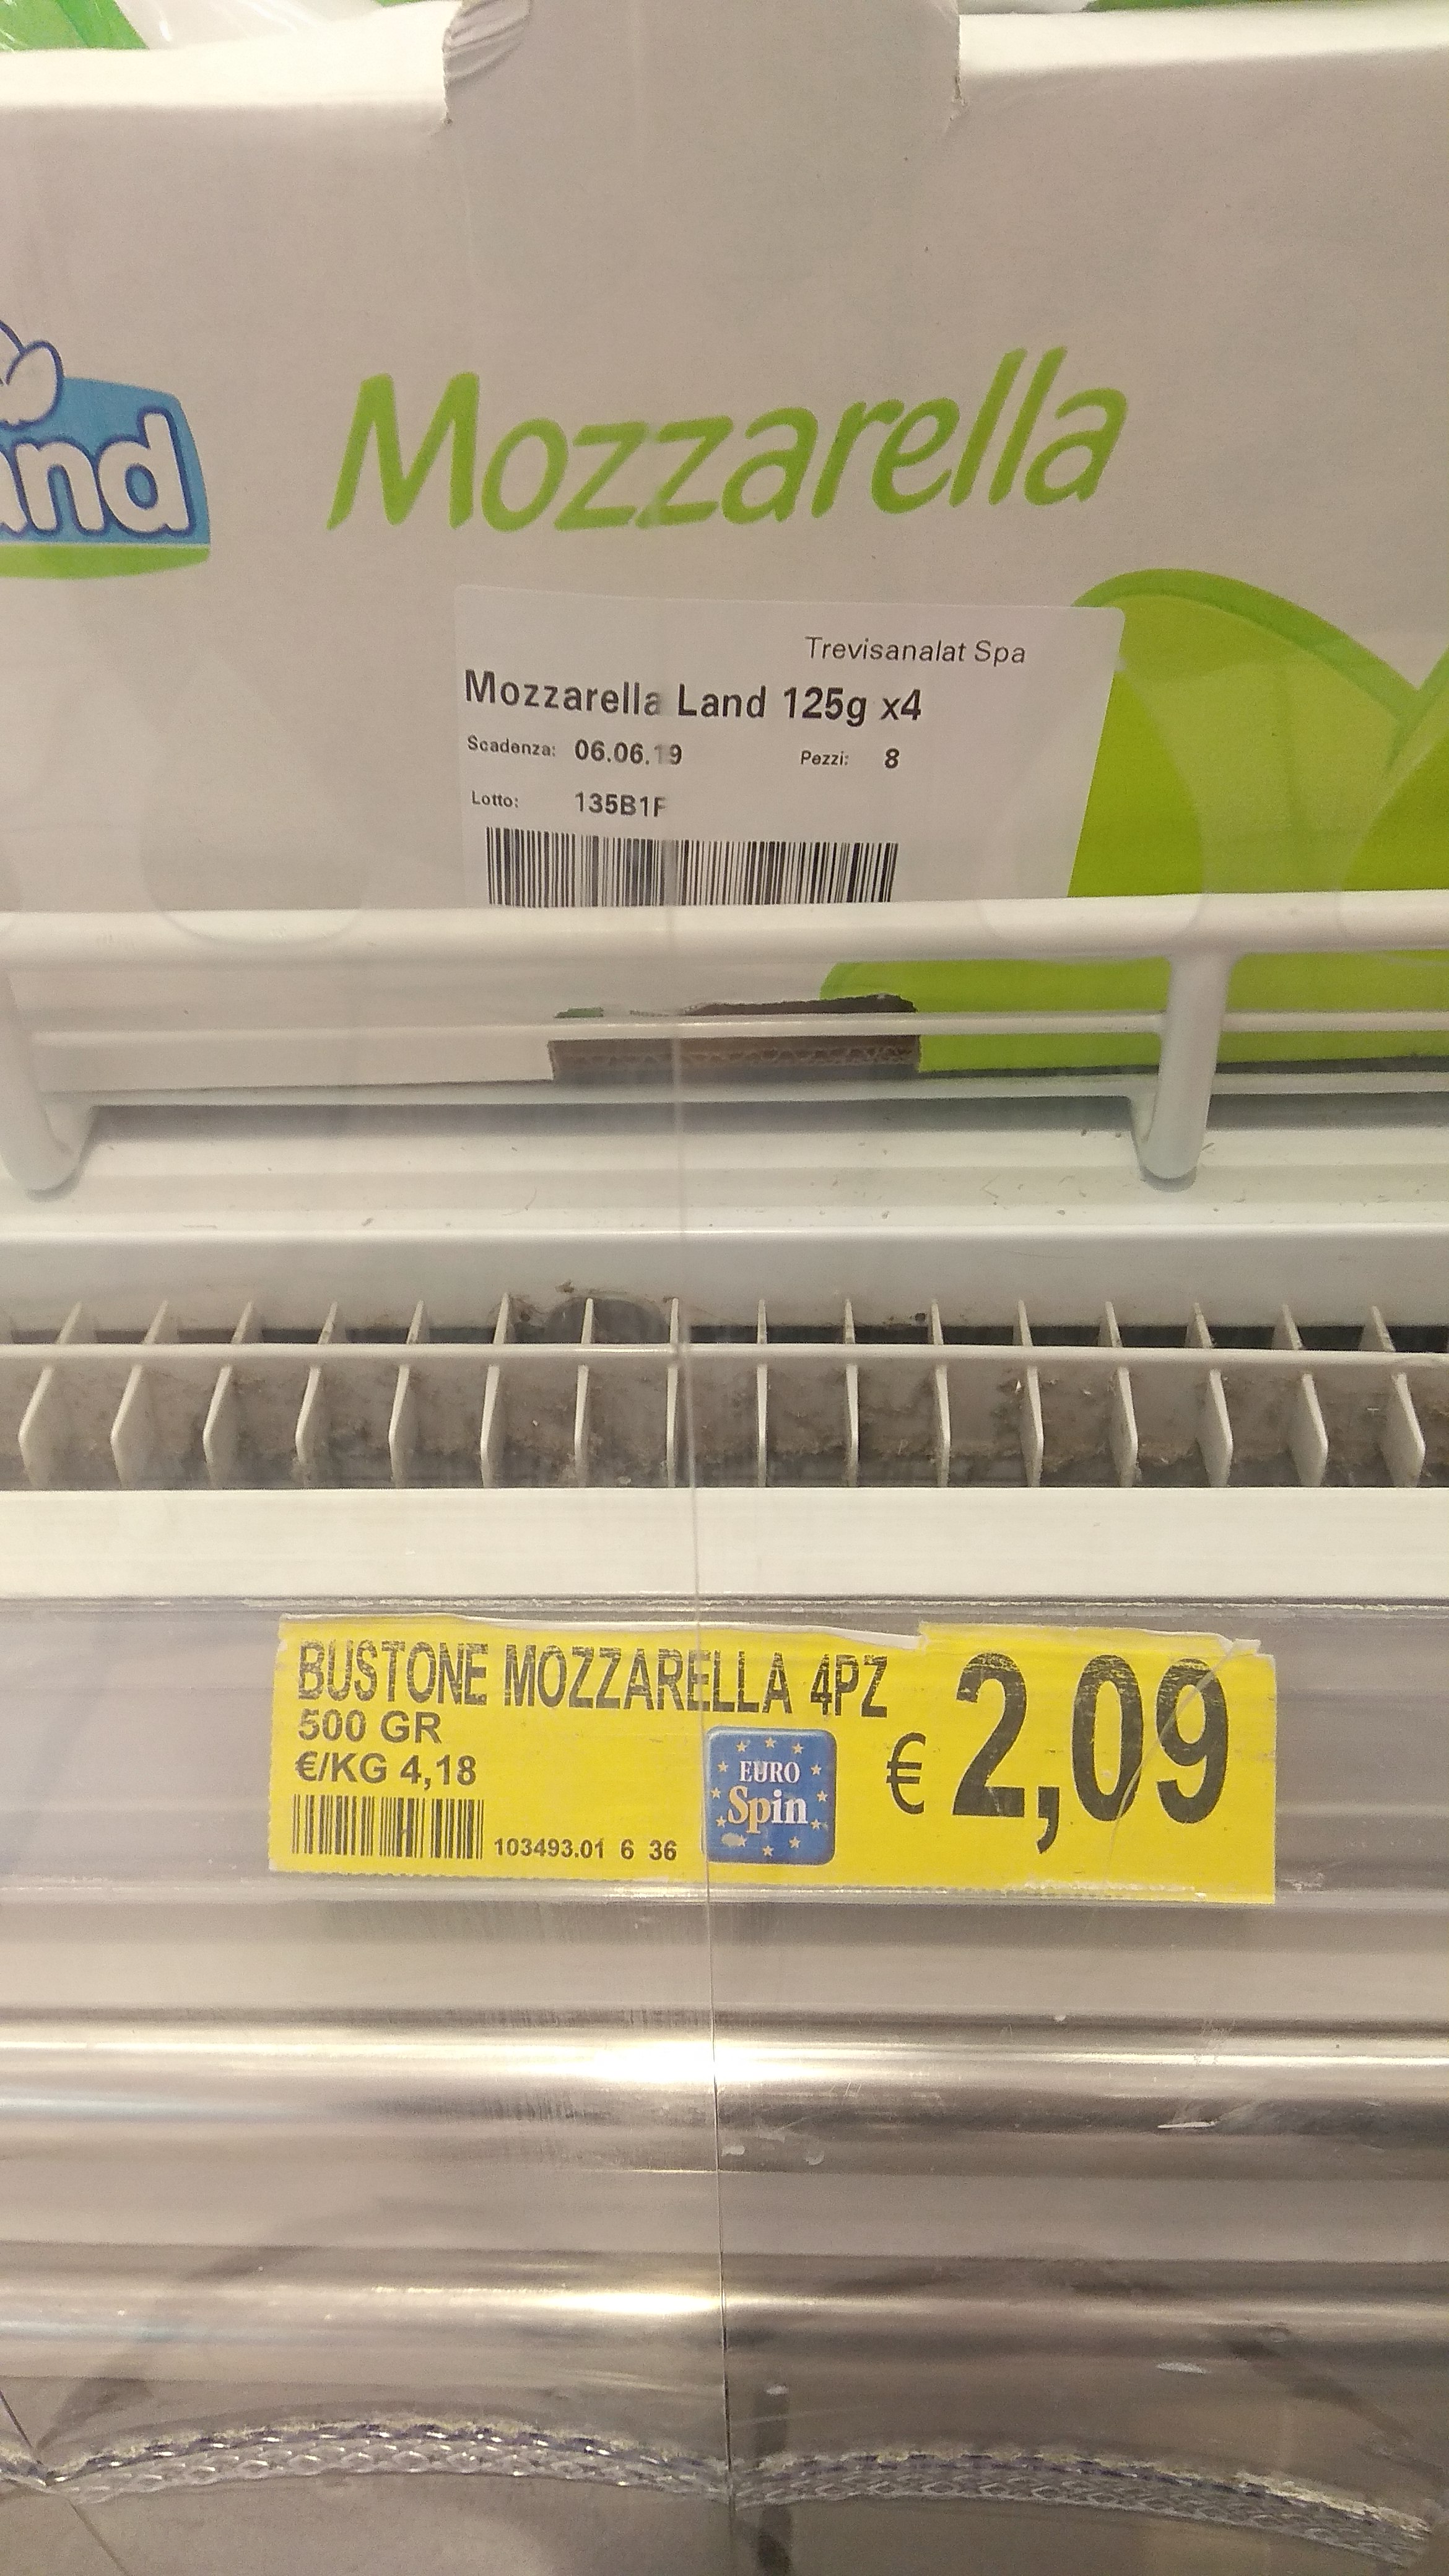 and
Mozzarella
Trevisanalat Spa
Mozzarella Land 125g x4
Scadenza: 06.06.19 Pezzi: 8
Lotto: 135B1F
BUSTONE MOZZARELLA 4PZ
500 GR
€/KG 4,18
€ 2,09
EURO
Spin
103493.01 6 36